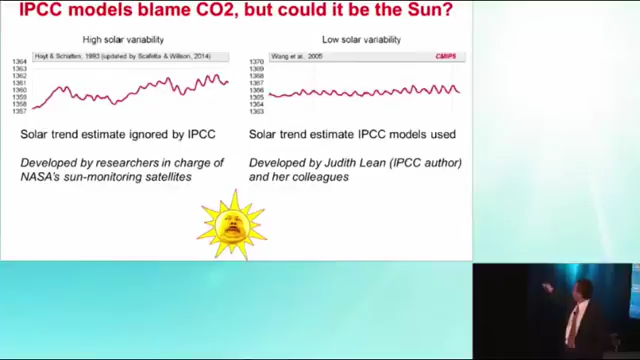 IPCC models blame CO2, but could it be the Sun?
High solar variability
Low solar variability
Hoyt & Schatten, 1993 (updated by Scafetta & Willson, 2014)
1364
1363
1362
1361
1360
1359
1358
1357
Wang et al., 2005
CMIP5
1370
1369
1368
1367
1366
1365
1364
1363
Solar trend estimate ignored by IPCC
Developed by researchers in charge of
NASA's sun-monitoring satellites
Solar trend estimate IPCC models used
Developed by Judith Lean (IPCC author)
and her colleagues